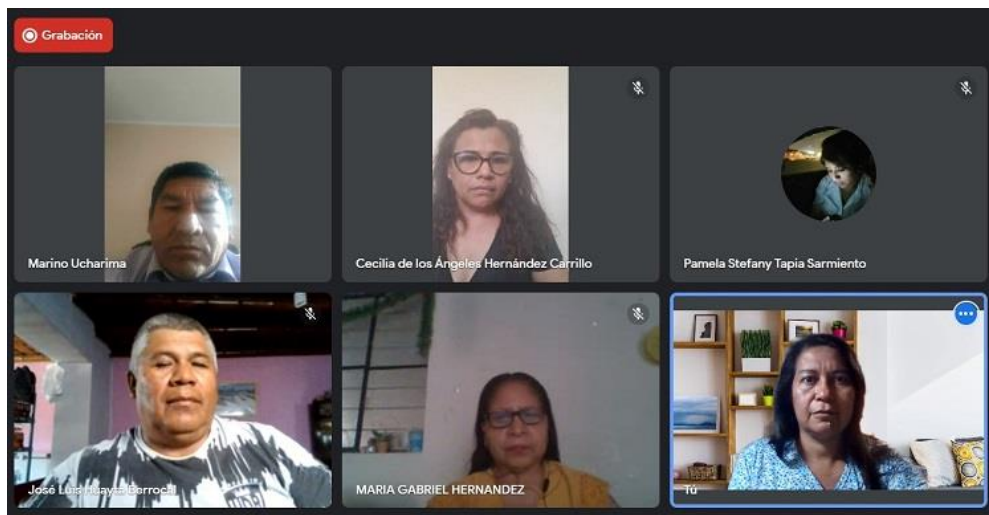 Grabación
Marino Ucharima
Cecilia de los Ángeles Hernández Carrillo
Pamela Stefany Tapia Sarmiento
José Luis Huayta Berrocal
MARIA GABRIEL HERNANDEZ
Tú